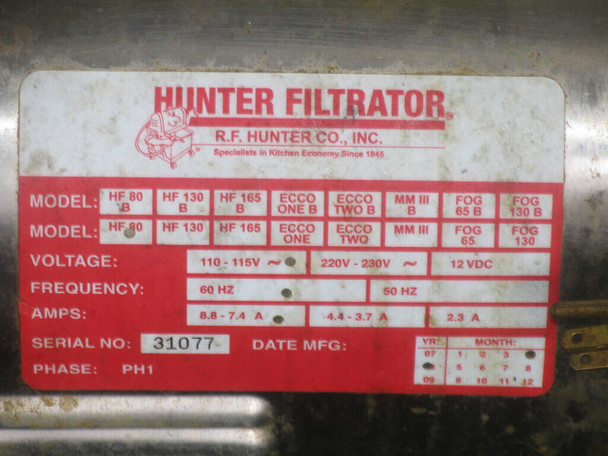 HUNTER FILTRATOR®
R.F. HUNTER CO., INC.
Specialists in Kitchen Economy Since 1945
MODEL: HF 80 B HF 130 B HF 165 B ECCO ONE B ECCO TWO B MM III B FOG 65 B FOG 130 B
MODEL: HF 80 HF 130 HF 165 ECCO ONE ECCO TWO MM III FOG 65 FOG 130
VOLTAGE: 110 - 115V ~ 220V - 230V ~ 12 VDC
FREQUENCY: 60 HZ 50 HZ
AMPS: 8.8 - 7.4 A 4.4 - 3.7 A 2.3 A
SERIAL NO: 31077 DATE MFG: YR: MONTH:
07 1 2 3
5 6 7 8
09 9 10 11 12
PHASE: PH1